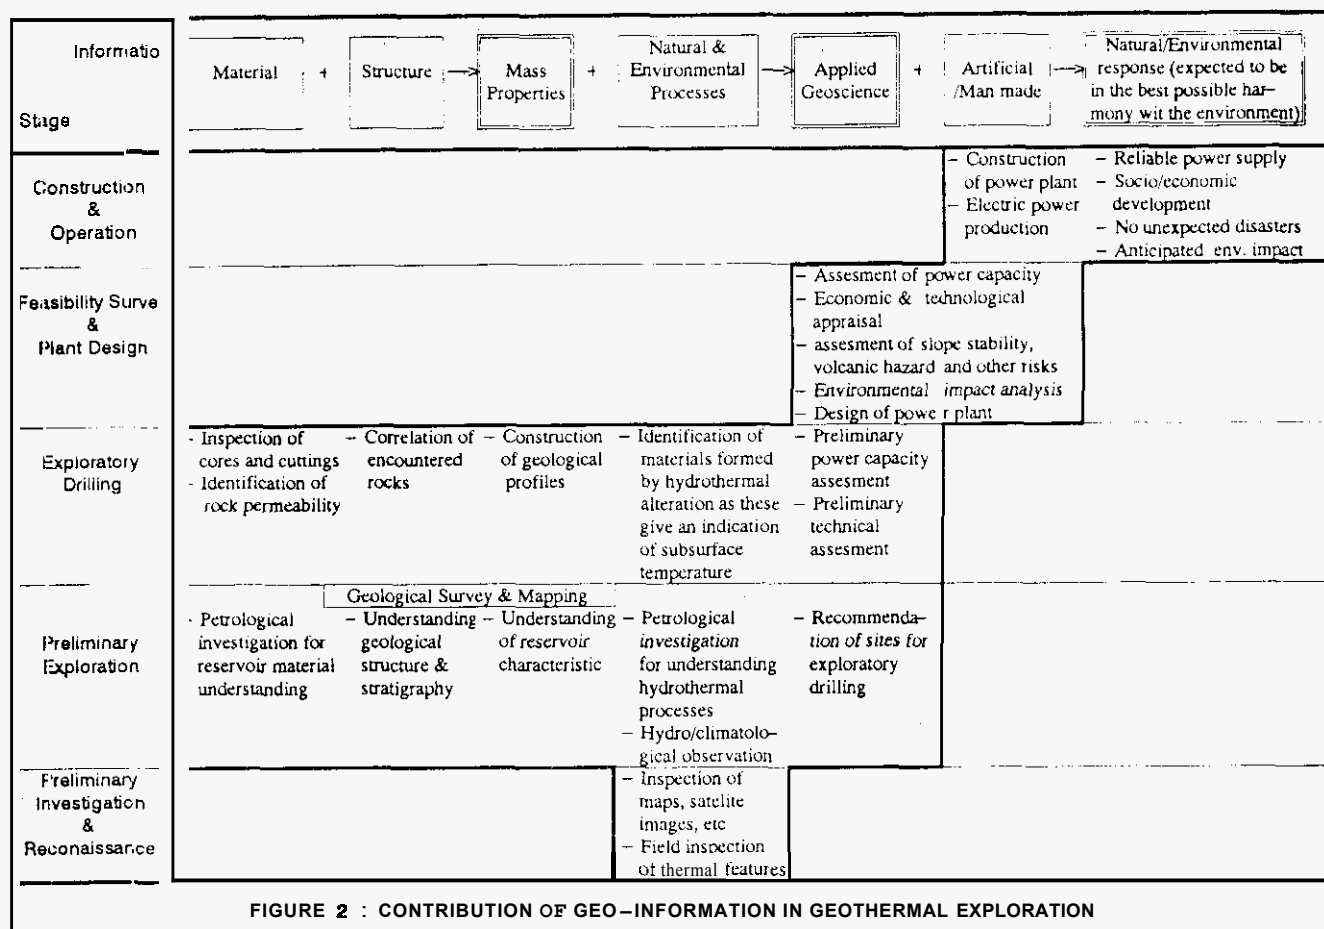 Informatio
Stage
Material
+
Structure
Mass
Properties
+
Natural &
Environmental
Processes
Applied
Geoscience
+
Artificial
/Man made
Natural/Environmental
response (expected to be
in the best possible har–
mony wit the environment)
Construction
&
Operation
– Construction
of power plant
– Electric power
production
– Reliable power supply
– Socio/economic
development
– No unexpected disasters
– Anticipated env. impact
Feasibility Surve
&
Plant Design
– Assesment of power capacity
– Economic & technological
appraisal
– assesment of slope stability,
volcanic hazard and other risks
– Environmental impact analysis
– Design of power plant
Exploratory
Drilling
- Inspection of
cores and cuttings
- Identification of
rock permeability
– Correlation of
encountered
rocks
– Construction
of geological
profiles
– Identification of
materials formed
by hydrothermal
alteration as these
give an indication
of subsurface
temperature
– Preliminary
power capacity
assesment
– Preliminary
technical
assesment
Preliminary
Exploration
Geological Survey & Mapping
- Petrological
investigation for
reservoir material
understanding
– Understanding
geological
structure &
stratigraphy
– Understanding
of reservoir
characteristic
– Petrological
investigation
for understanding
hydrothermal
processes
– Hydro/climatolo–
gical observation
– Recommenda–
tion of sites for
exploratory
drilling
Preliminary
Investigation
&
Reconaissance
– Inspection of
maps, satelite
images, etc
– Field inspection
of thermal features
FIGURE 2 : CONTRIBUTION OF GEO–INFORMATION IN GEOTHERMAL EXPLORATION